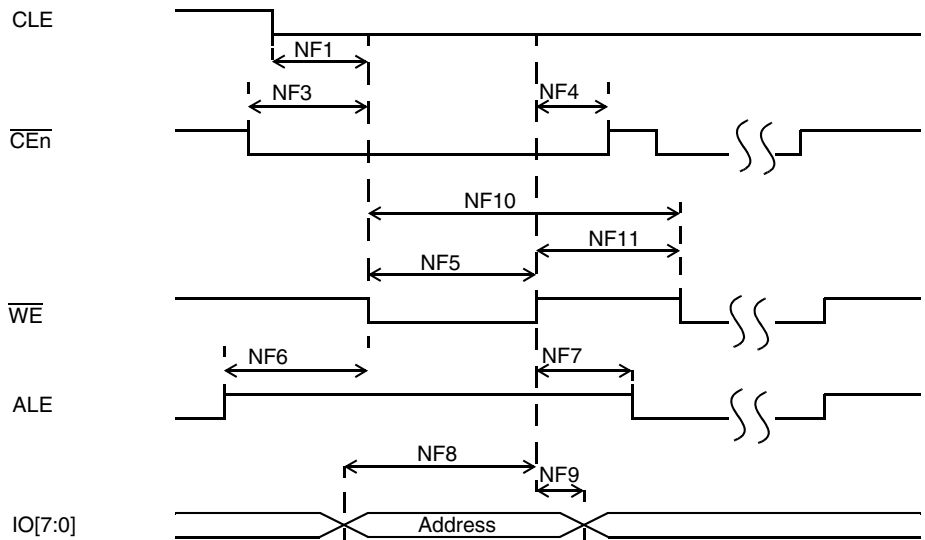 CLE
NF1
NF3
NF4
CEn
NF10
NF11
NF5
WE
NF6
NF7
ALE
NF8
NF9
IO[7:0]
Address